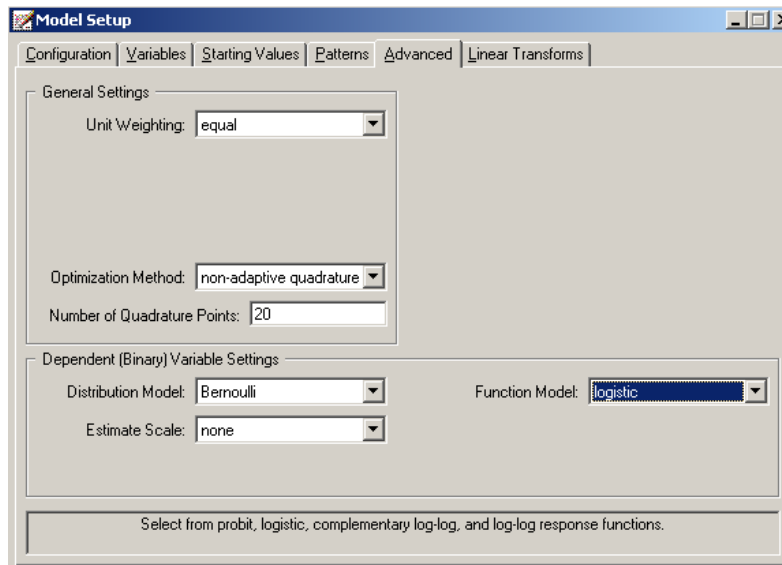 Model Setup
Configuration Variables Starting Values Patterns Advanced Linear Transforms
General Settings
Unit Weighting: equal
Optimization Method: non-adaptive quadrature
Number of Quadrature Points: 20
Dependent (Binary) Variable Settings
Distribution Model: Bernoulli Function Model: logistic
Estimate Scale: none
Select from probit, logistic, complementary log-log, and log-log response functions.